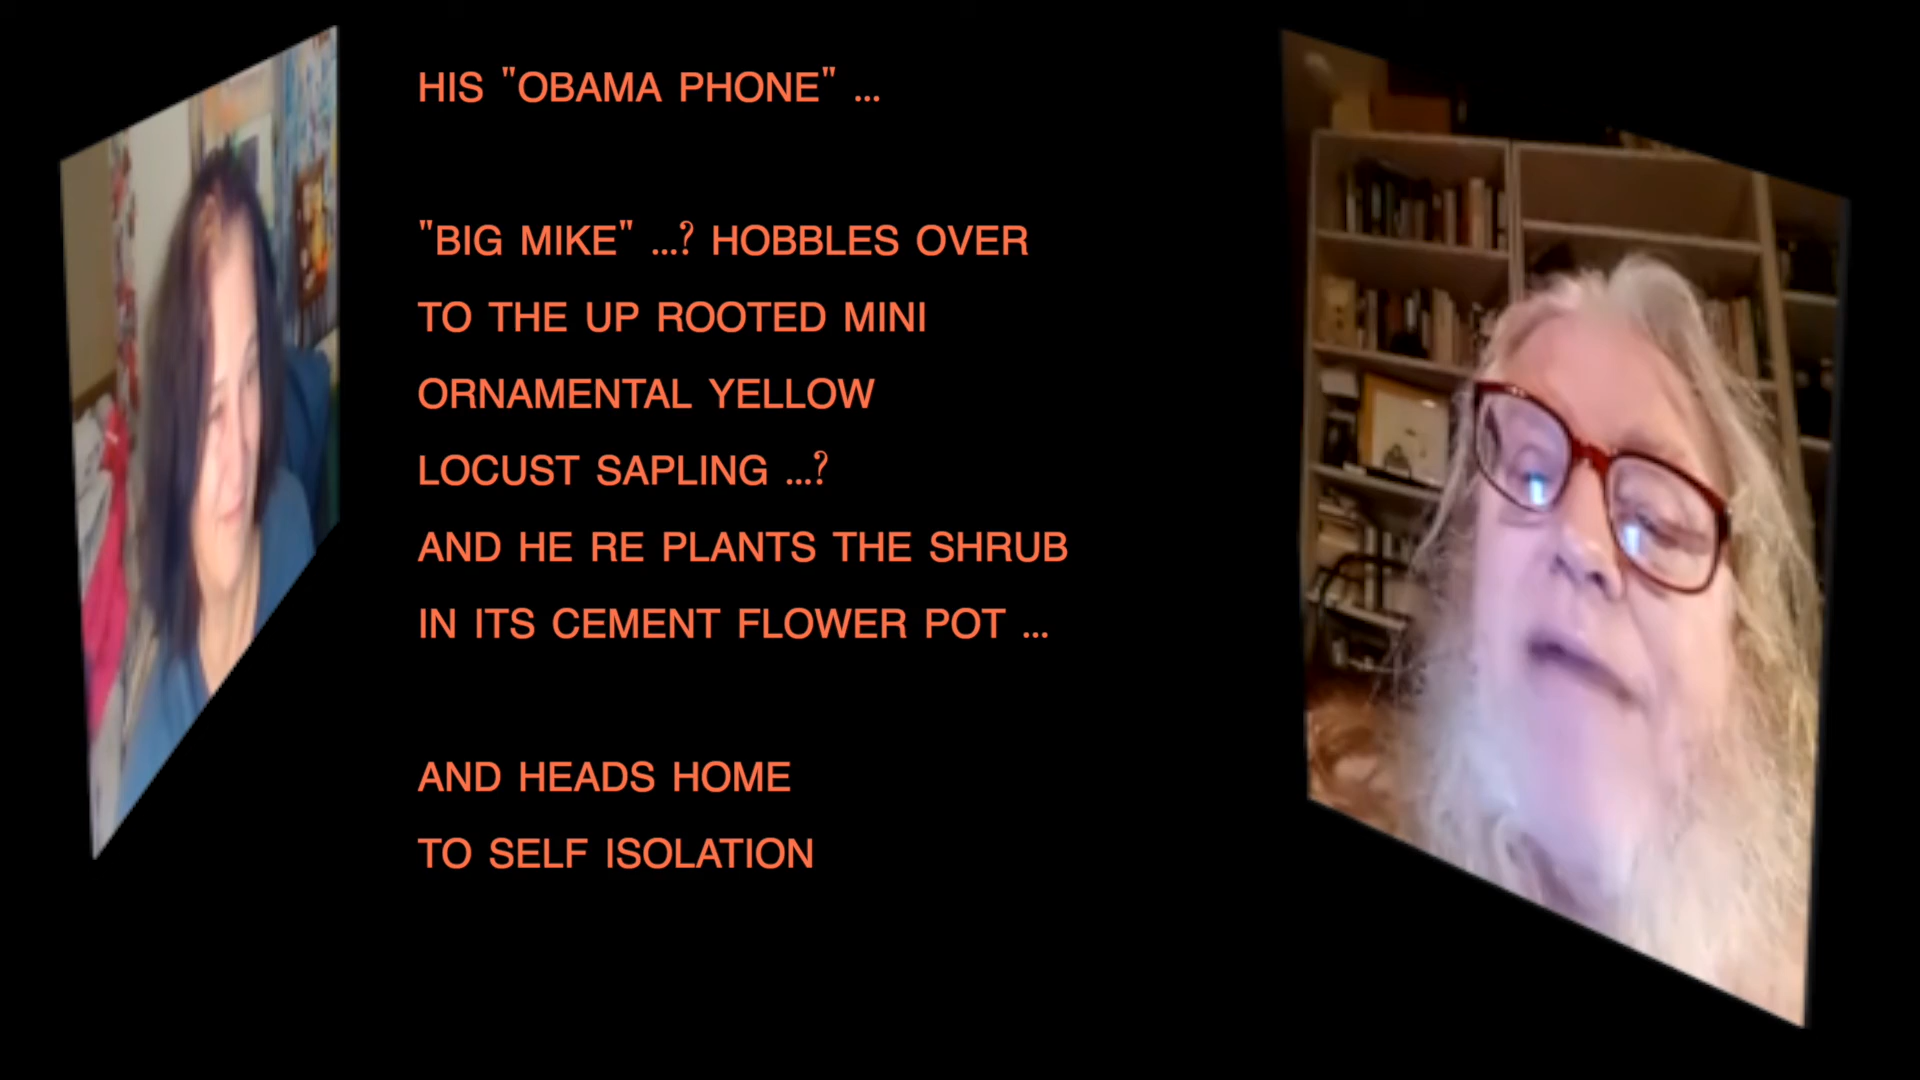 HIS "OBAMA PHONE" ...
"BIG MIKE" ...? HOBBLES OVER
TO THE UP ROOTED MINI
ORNAMENTAL YELLOW
LOCUST SAPLING ...?
AND HE RE PLANTS THE SHRUB
IN ITS CEMENT FLOWER POT ...
AND HEADS HOME
TO SELF ISOLATION